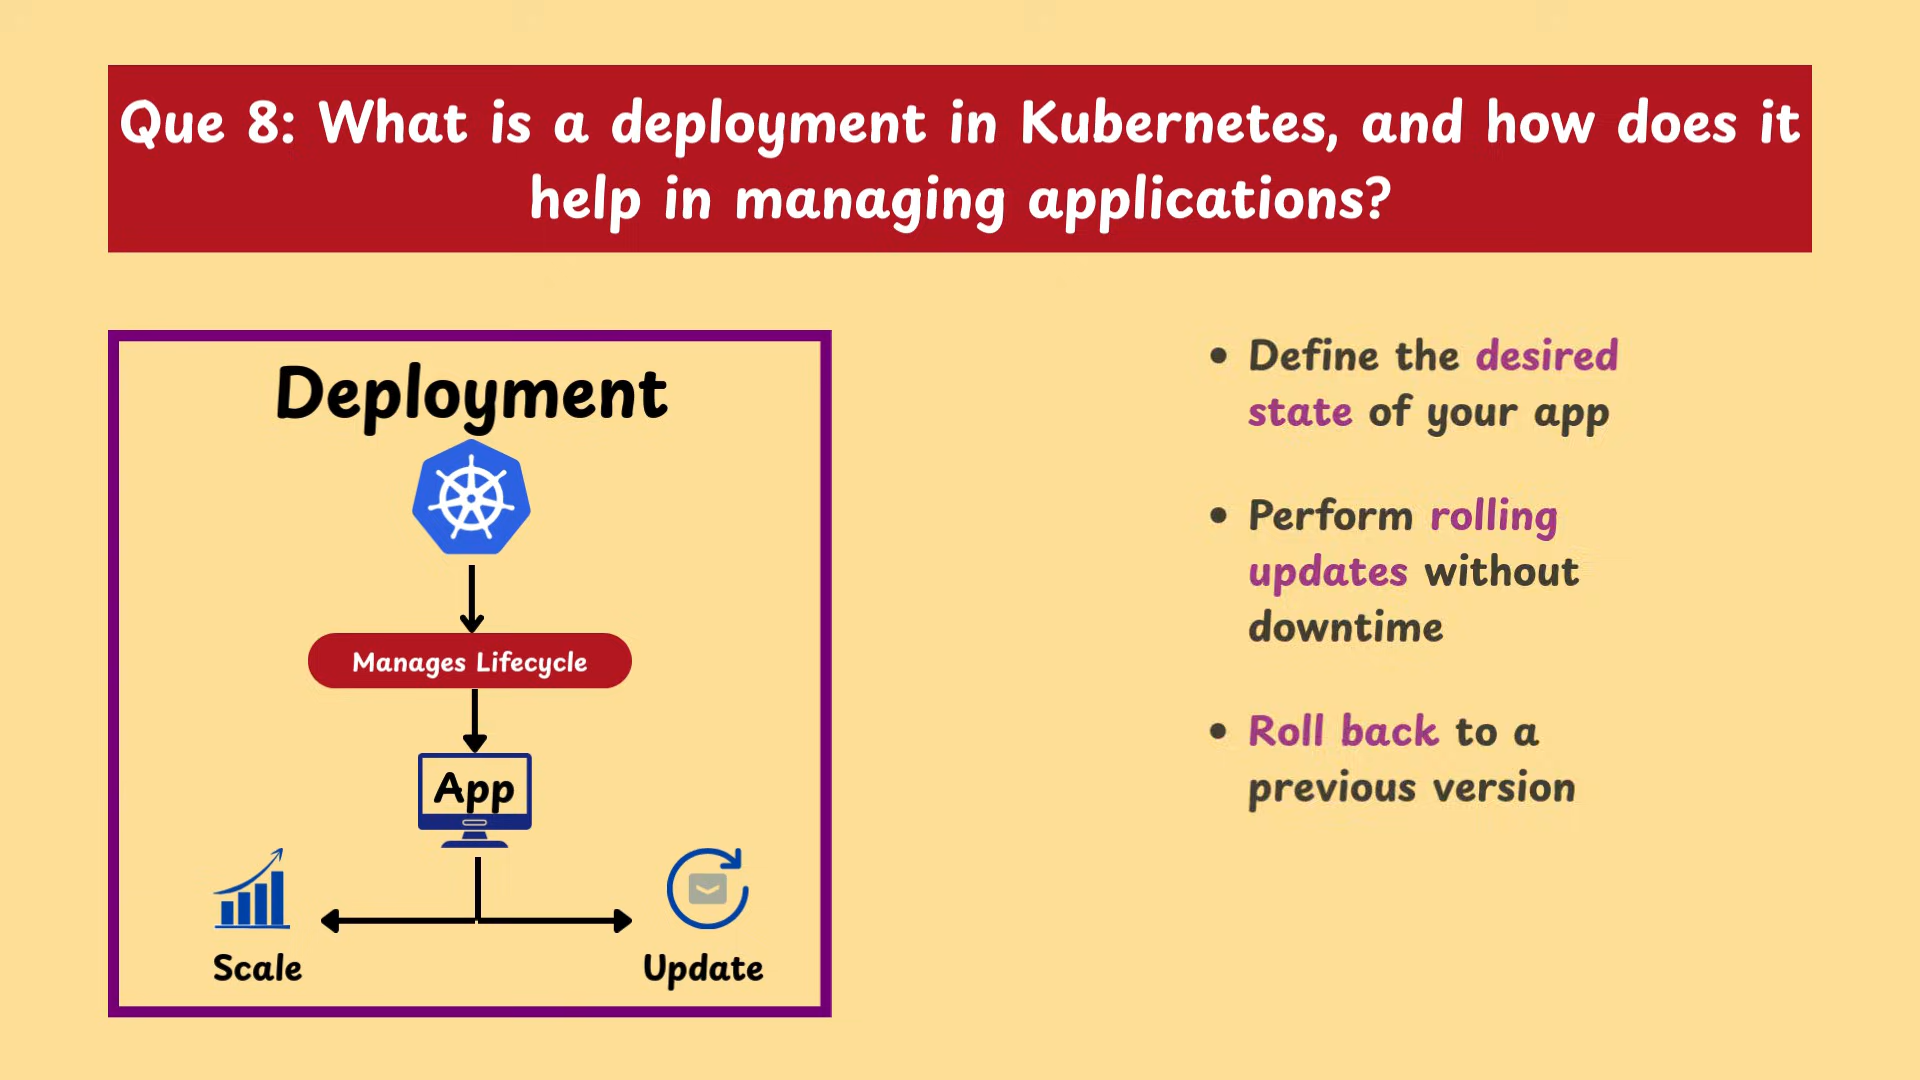 Que 8: What is a deployment in Kubernetes, and how does it
help in managing applications?
Deployment
Manages Lifecycle
App
Scale
Update
• Define the desired
state of your app
• Perform rolling
updates without
downtime
• Roll back to a
previous version